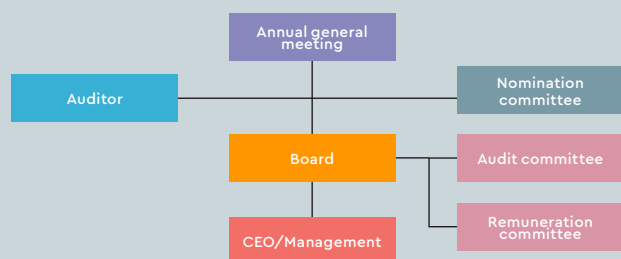 Annual general
meeting
Auditor
Nomination
committee
Board
Audit committee
CEO/Management
Remuneration
committee